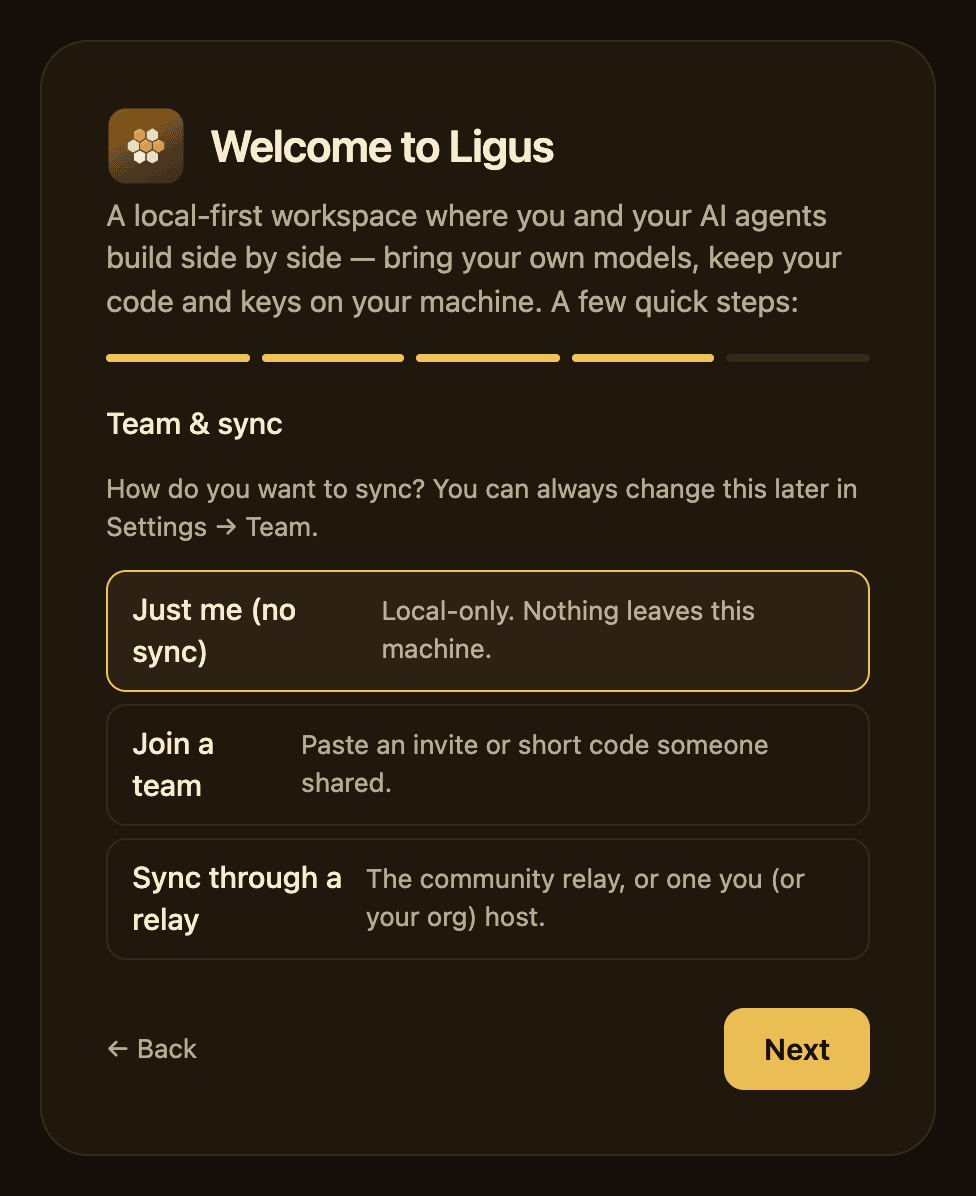 Welcome to Ligus
A local-first workspace where you and your AI agents
build side by side — bring your own models, keep your
code and keys on your machine. A few quick steps:
Team & sync
How do you want to sync? You can always change this later in
Settings → Team.
Just me (no
sync)
Local-only. Nothing leaves this
machine.
Join a
team
Paste an invite or short code someone
shared.
Sync through a
relay
The community relay, or one you (or
your org) host.
← Back
Next